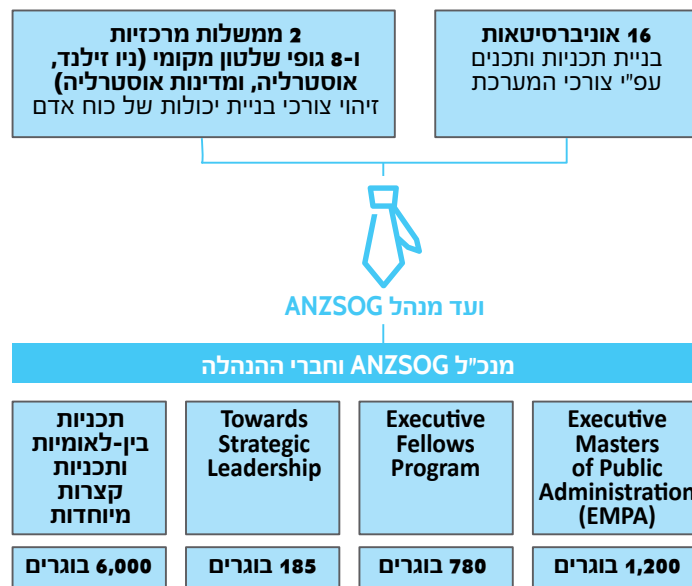 16 אוניברסיטאות
בניית תכניות ותכנים
עפ״י צורכי המערכת
2 ממשלות מרכזיות
ו-8 גופי שלטון מקומי (ניו זילנד,
אוסטרליה, ומדינות אוסטרליה)
זיהוי צורכי בניית יכולות של כוח אדם
ועד מנהל ANZSOG
מנכ״ל ANZSOG וחברי ההנהלה
Executive
Masters
of Public
Administration
(EMPA)
1,200 בוגרים
Executive
Fellows
Program
780 בוגרים
Towards
Strategic
Leadership
185 בוגרים
תכניות
בין-לאומיות
ותכניות
קצרות
מיוחדות
6,000 בוגרים